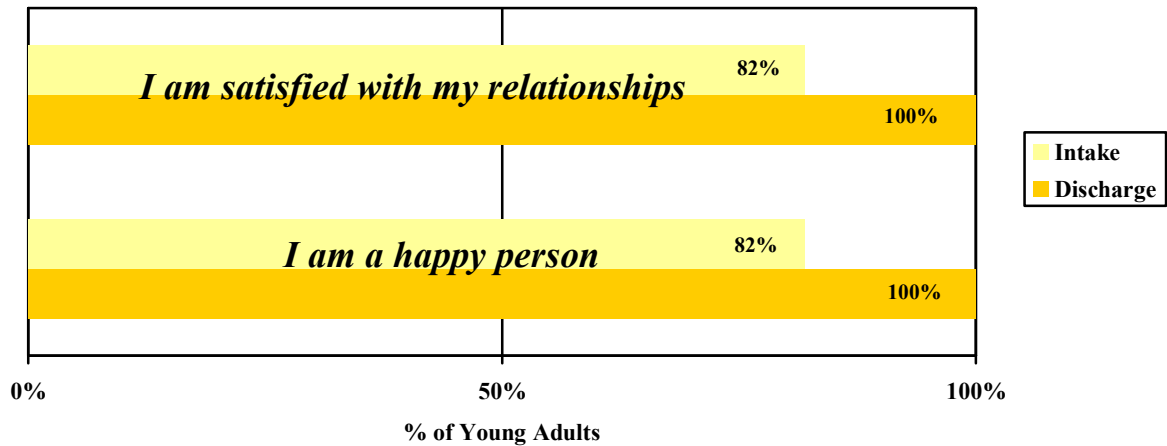 I am satisfied with my relationships
82%
100%
I am a happy person
82%
100%
Intake
Discharge
0%
50%
100%
% of Young Adults